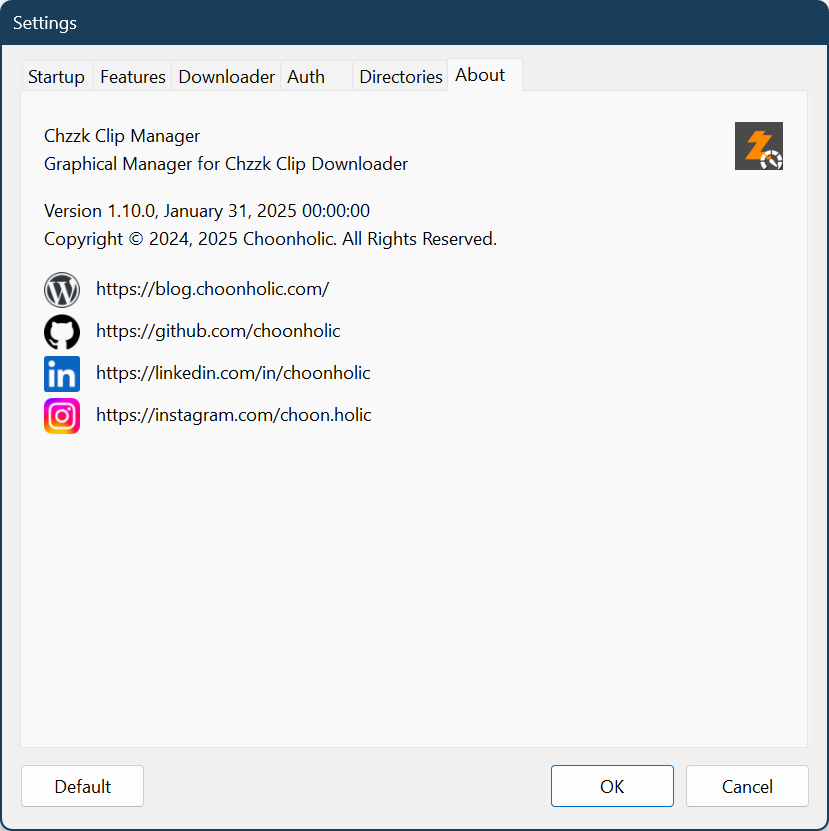 Settings
Startup Features Downloader Auth Directories About
Chzzk Clip Manager
Graphical Manager for Chzzk Clip Downloader
Version 1.10.0, January 31, 2025 00:00:00
Copyright © 2024, 2025 Choonholic. All Rights Reserved.
https://blog.choonholic.com/
https://github.com/choonholic
in https://linkedin.com/in/choonholic
https://instagram.com/choon.holic
Default OK Cancel